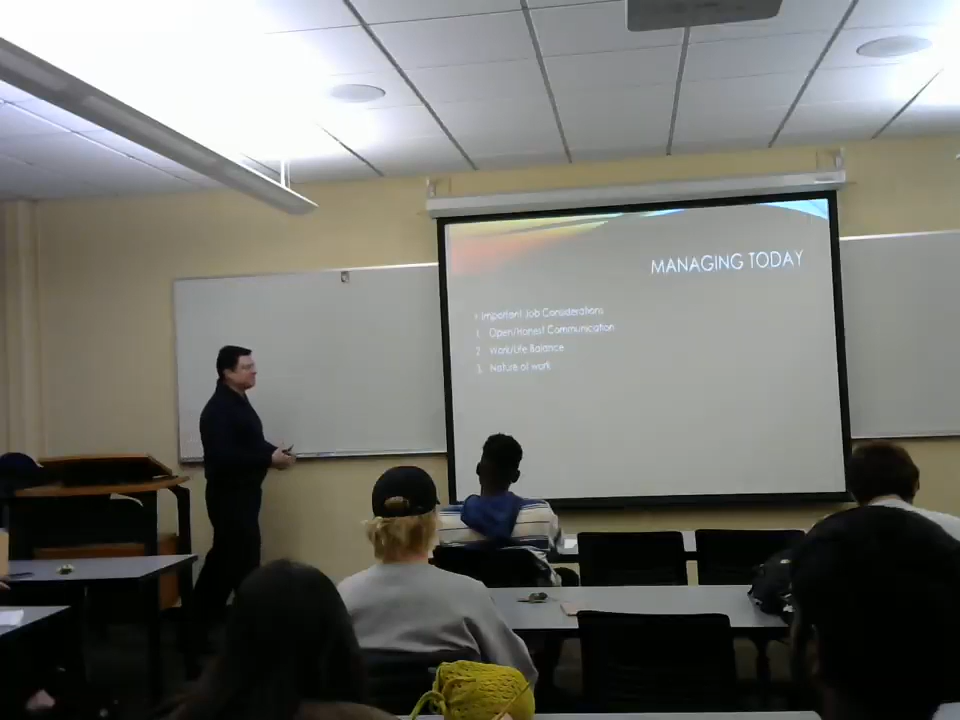 MANAGING TODAY
• Important Job Considerations
1. Open/Honest Communication
2. Work/Life Balance
3. Nature of work